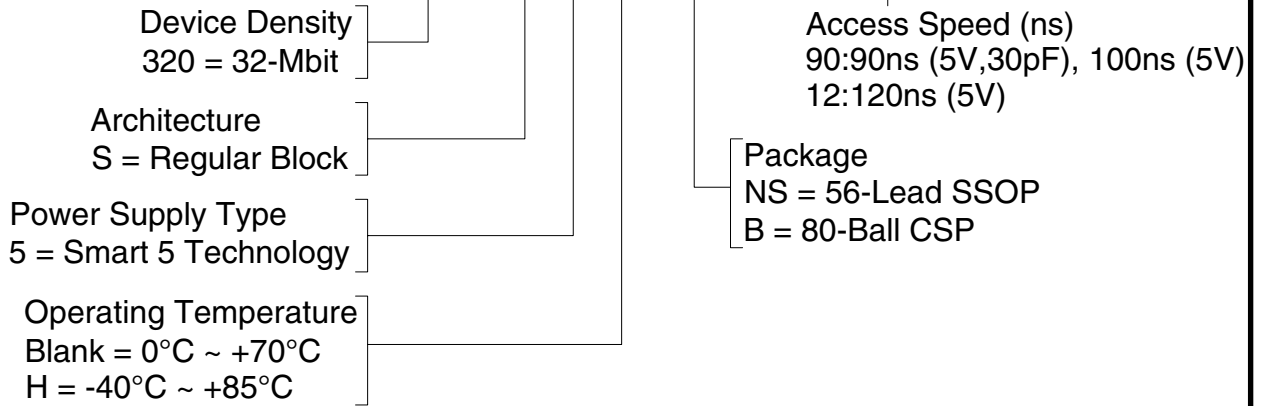 Device Density
320 = 32-Mbit
Architecture
S = Regular Block
Power Supply Type
5 = Smart 5 Technology
Operating Temperature
Blank = 0°C ~ +70°C
H = -40°C ~ +85°C
Access Speed (ns)
90:90ns (5V,30pF), 100ns (5V)
12:120ns (5V)
Package
NS = 56-Lead SSOP
B = 80-Ball CSP